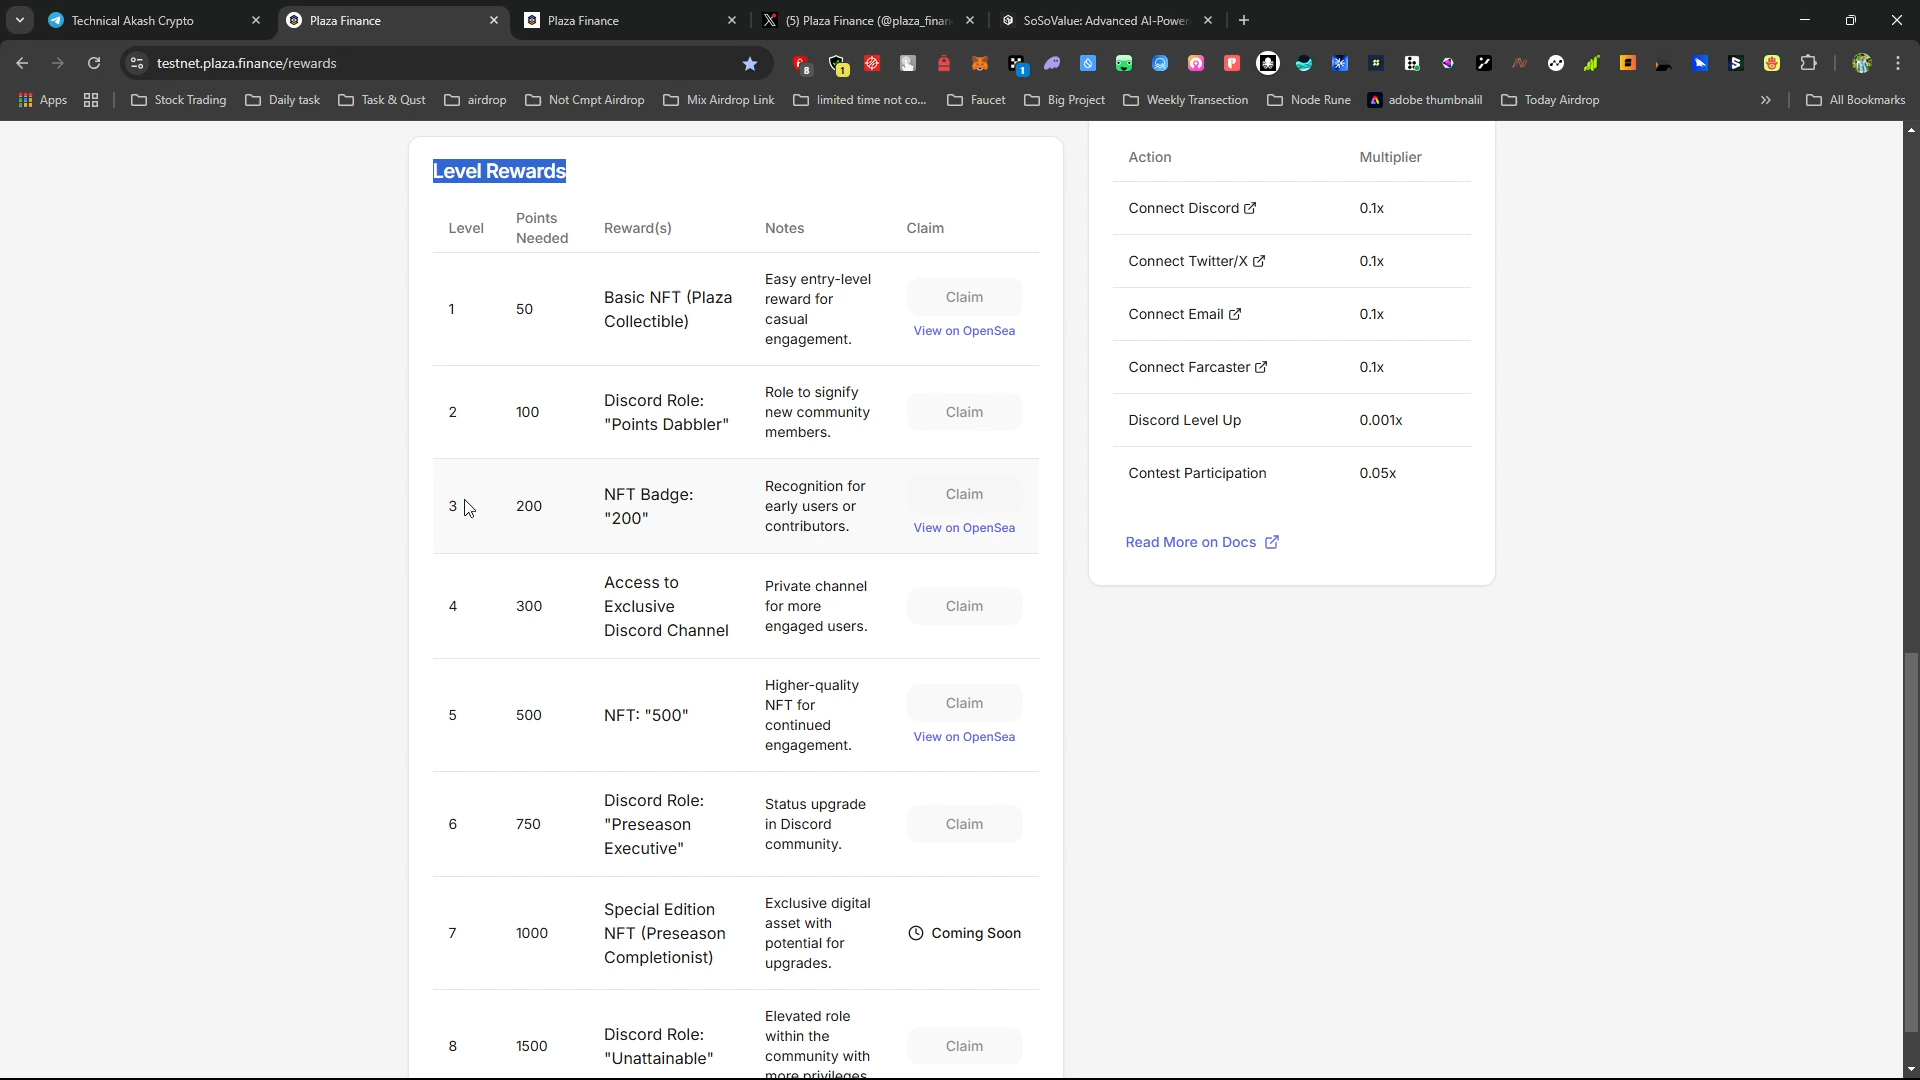 Technical Akash Crypto
Plaza Finance
Plaza Finance
(5) Plaza Finance (@plaza_finan
SoSoValue: Advanced AI-Power
testnet.plaza.finance/rewards
8
1
1
Apps
Stock Trading
Daily task
Task & Qust
airdrop
Not Cmpt Airdrop
Mix Airdrop Link
limited time not co...
Faucet
Big Project
Weekly Transection
Node Rune
adobe thumbnalil
Today Airdrop
All Bookmarks
Level Rewards
Level
Points
Needed
Reward(s)
Notes
Claim
1
50
Basic NFT (Plaza
Collectible)
Easy entry-level
reward for
casual
engagement.
Claim
View on OpenSea
2
100
Discord Role:
"Points Dabbler"
Role to signify
new community
members.
Claim
3
200
NFT Badge:
"200"
Recognition for
early users or
contributors.
Claim
View on OpenSea
4
300
Access to
Exclusive
Discord Channel
Private channel
for more
engaged users.
Claim
5
500
NFT: "500"
Higher-quality
NFT for
continued
engagement.
Claim
View on OpenSea
6
750
Discord Role:
"Preseason
Executive"
Status upgrade
in Discord
community.
Claim
7
1000
Special Edition
NFT (Preseason
Completionist)
Exclusive digital
asset with
potential for
upgrades.
Coming Soon
8
1500
Discord Role:
"Unattainable"
Elevated role
within the
community with
more privileges
Claim
Action
Multiplier
Connect Discord
0.1x
Connect Twitter/X
0.1x
Connect Email
0.1x
Connect Farcaster
0.1x
Discord Level Up
0.001x
Contest Participation
0.05x
Read More on Docs